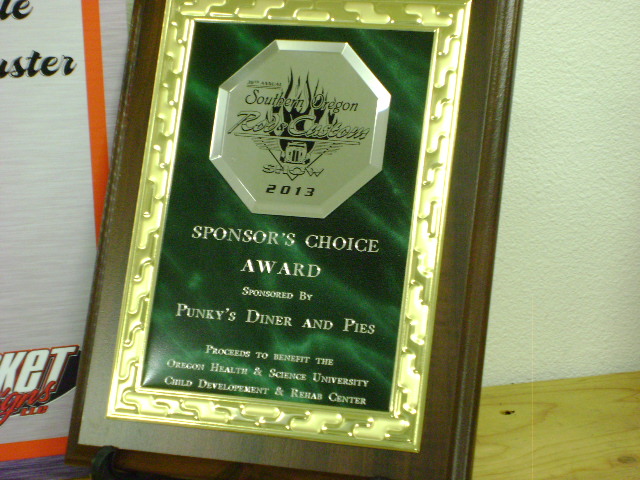 uster
Southern Oregon
Rod & Custom
SHOW
2013
SPONSOR'S CHOICE
AWARD
SPONSORED BY
PUNKY'S DINER AND PIES
PROCEEDS TO BENEFIT THE
OREGON HEALTH & SCIENCE UNIVERSITY
CHILD DEVELOPEMENT & REHAB CENTER